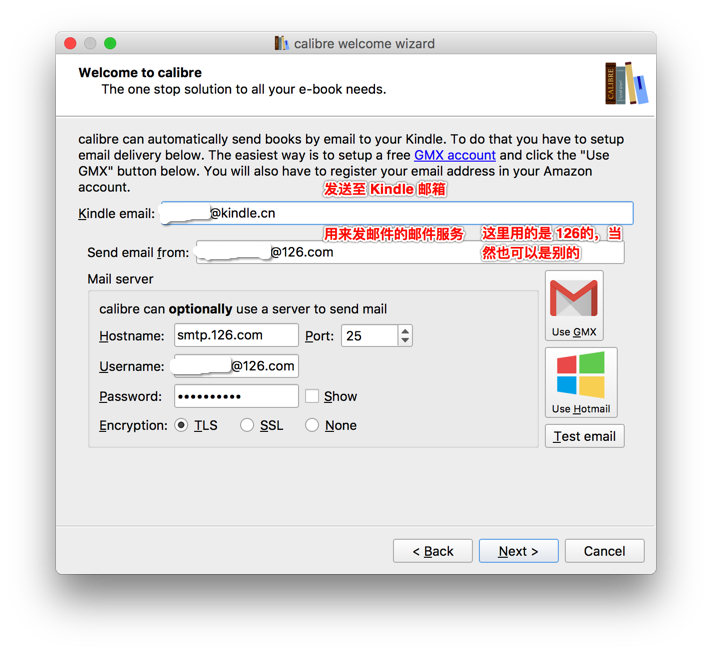 calibre welcome wizard
Welcome to calibre
The one stop solution to all your e-book needs.
CALIBRE
calibre can automatically send books by email to your Kindle. To do that you have to setup
email delivery below. The easiest way is to setup a free GMX account and click the "Use
GMX" button below. You will also have to register your email address in your Amazon
account.
发送至 Kindle 邮箱
Kindle email: @kindle.cn
用来发邮件的邮件服务
这里用的是 126的，当
然也可以是别的
Send email from: @126.com
Mail server
calibre can optionally use a server to send mail
Hostname: smtp.126.com Port: 25
Use GMX
Username: @126.com
Password: ●●●●●●●●●● Show
Use Hotmail
Encryption: TLS SSL None
Test email
< Back Next > Cancel